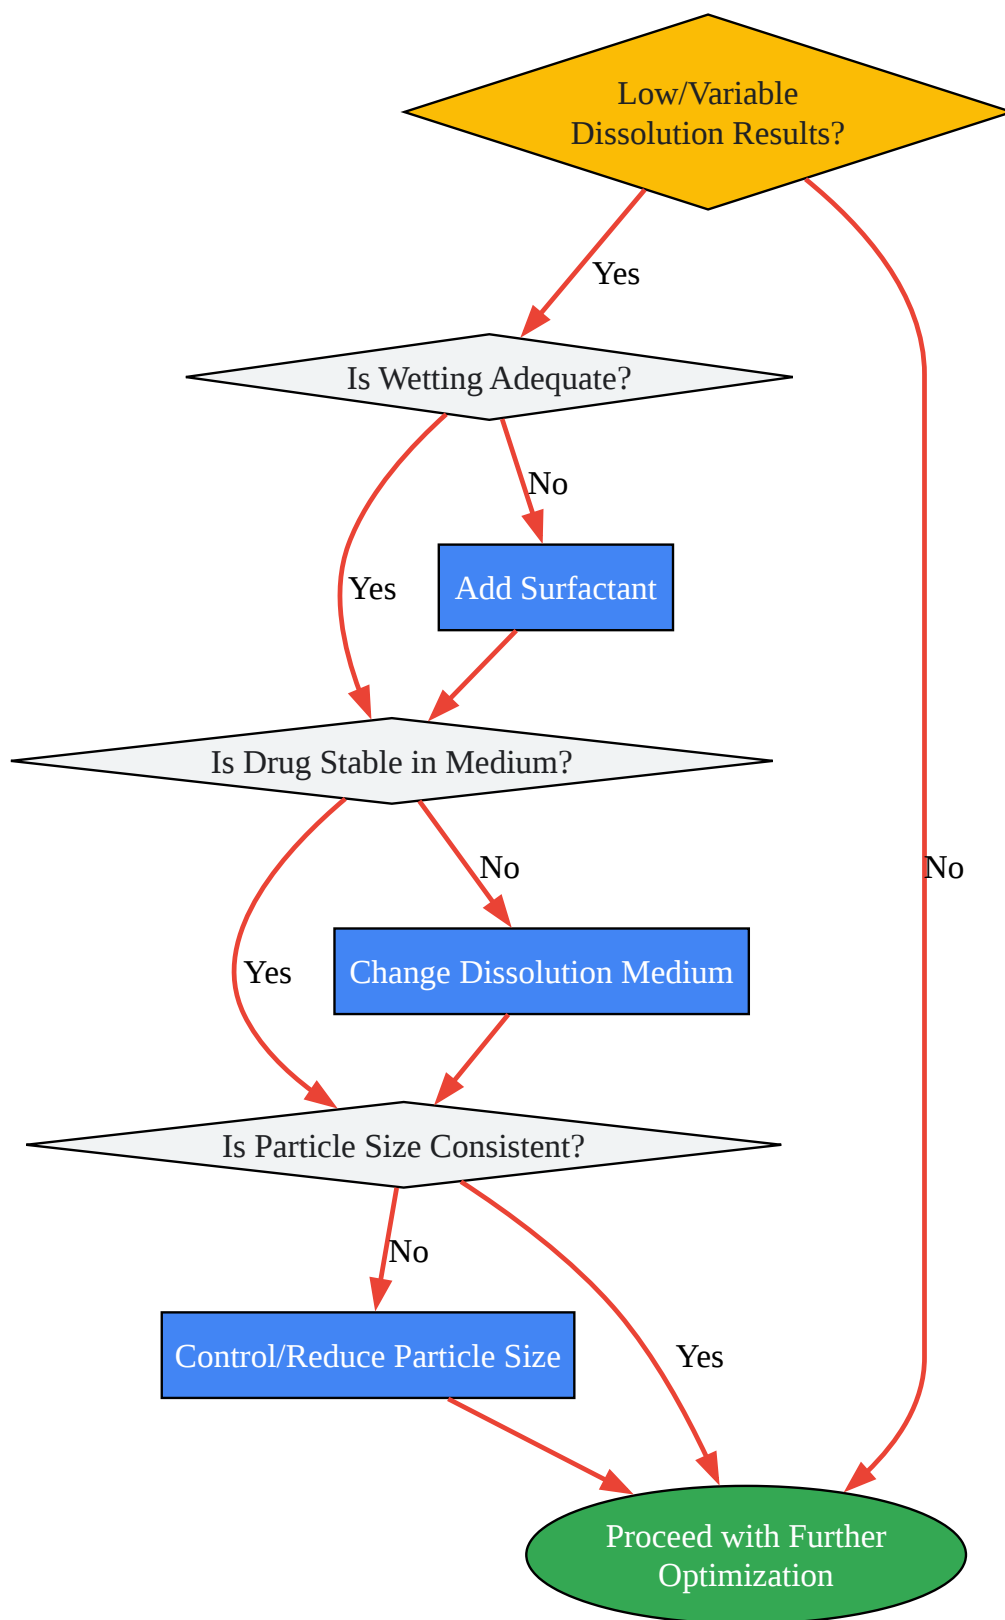 Low/Variable
Dissolution Results?
Yes
Is Wetting Adequate?
No
Yes
Add Surfactant
Is Drug Stable in Medium?
No
No
Yes
Change Dissolution Medium
Is Particle Size Consistent?
No
Control/Reduce Particle Size
Yes
Proceed with Further
Optimization